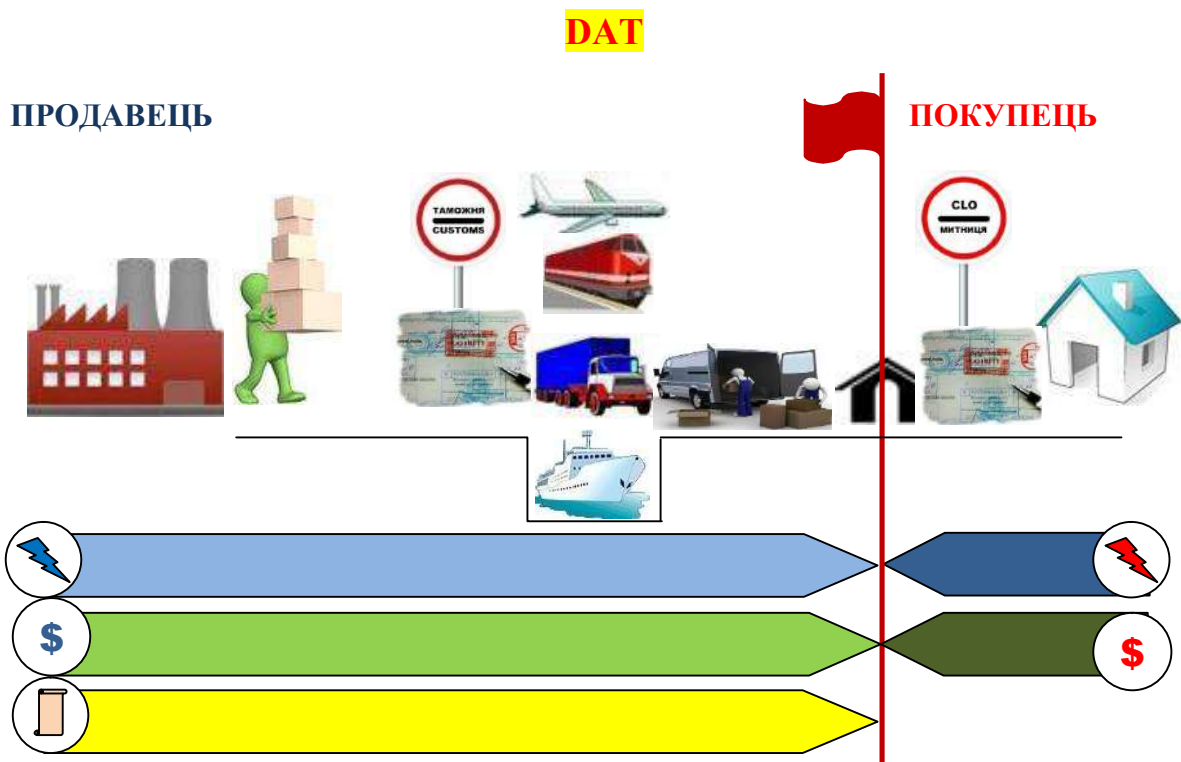 DAT
ПРОДАВЕЦЬ
ПОКУПЕЦЬ
ТАМОЖНЯ
CUSTOMS
CLO
МИТНИЦЯ
$
$